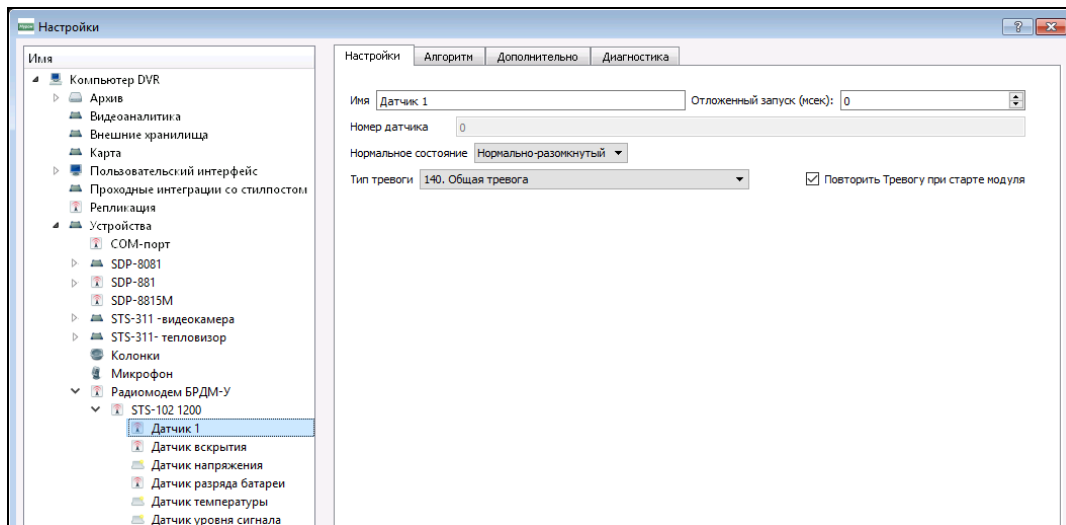 Настройки
Имя
Компьютер DVR
Архив
Видеоаналитика
Внешние хранилища
Карта
Пользовательский интерфейс
Проходные интеграции со стилпостом
Репликация
Устройства
COM-порт
SDP-8081
SDP-881
SDP-8815M
STS-311 -видеокамера
STS-311- тепловизор
Колонки
Микрофон
Радиомодем БРДМ-У
STS-102 1200
Датчик 1
Датчик вскрытия
Датчик напряжения
Датчик разряда батареи
Датчик температуры
Датчик уровня сигнала
Настройки Алгоритм Дополнительно Диагностика
Имя Датчик 1 Отложенный запуск (мсек): 0
Номер датчика 0
Нормальное состояние Нормально-разомкнутый
Тип тревоги 140. Общая тревога Повторить Тревогу при старте модуля